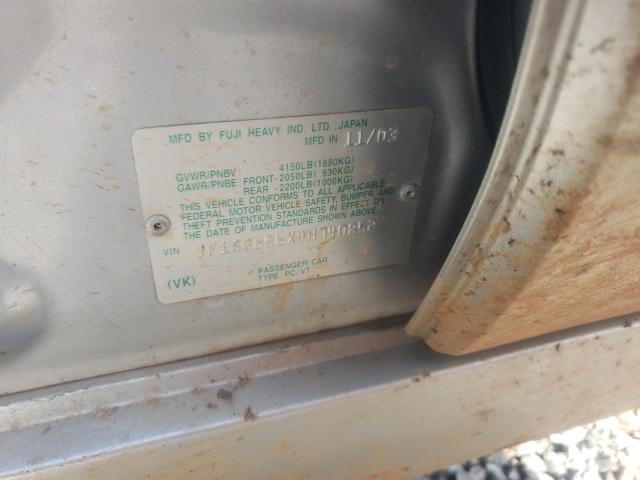 MFD BY FUJI HEAVY IND. LTD., JAPAN
MFD IN 11/03
GVWR/PNBV 4150LB(1880KG)
GAWR/PNBE FRONT-2050LB( 930KG)
REAR -2200LB(1000KG)
THIS VEHICLE CONFORMS TO ALL APPLICABLE
FEDERAL MOTOR VEHICLE SAFETY, BUMPER, AND
THEFT PREVENTION STANDARDS IN EFFECT ON
THE DATE OF MANUFACTURE SHOWN ABOVE.
VIN
PASSENGER CAR
(VK) TYPE PC/VT